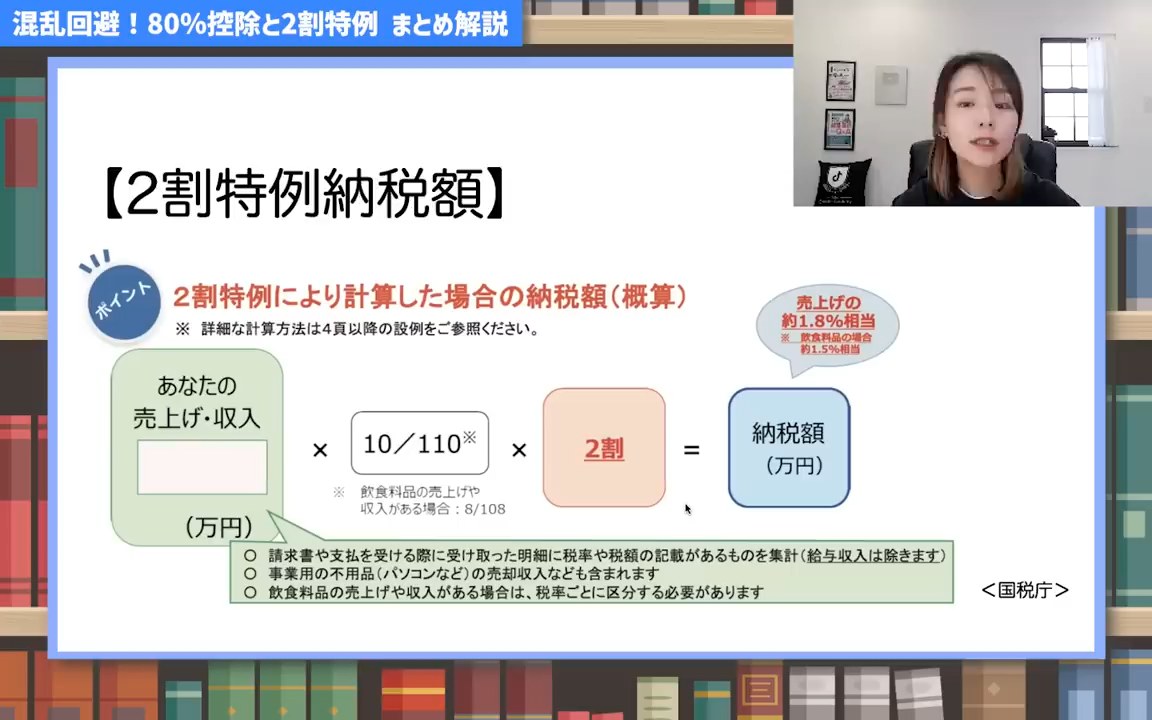 混乱回避！80%控除と2割特例 まとめ解説
【2割特例納税額】
ポイント
2割特例により計算した場合の納税額（概算）
※ 詳細な計算方法は4頁以降の設例をご参照ください。
売上げの
約1.8%相当
※ 飲食料品の場合
約1.5%相当
あなたの
売上げ・収入
（万円）
×
10／110※
※ 飲食料品の売上げや
収入がある場合：8/108
×
2割
＝
納税額
（万円）
○ 請求書や支払を受ける際に受け取った明細に税率や税額の記載があるものを集計（給与収入は除きます）
○ 事業用の不用品（パソコンなど）の売却収入なども含まれます
○ 飲食料品の売上げや収入がある場合は、税率ごとに区分する必要があります
＜国税庁＞